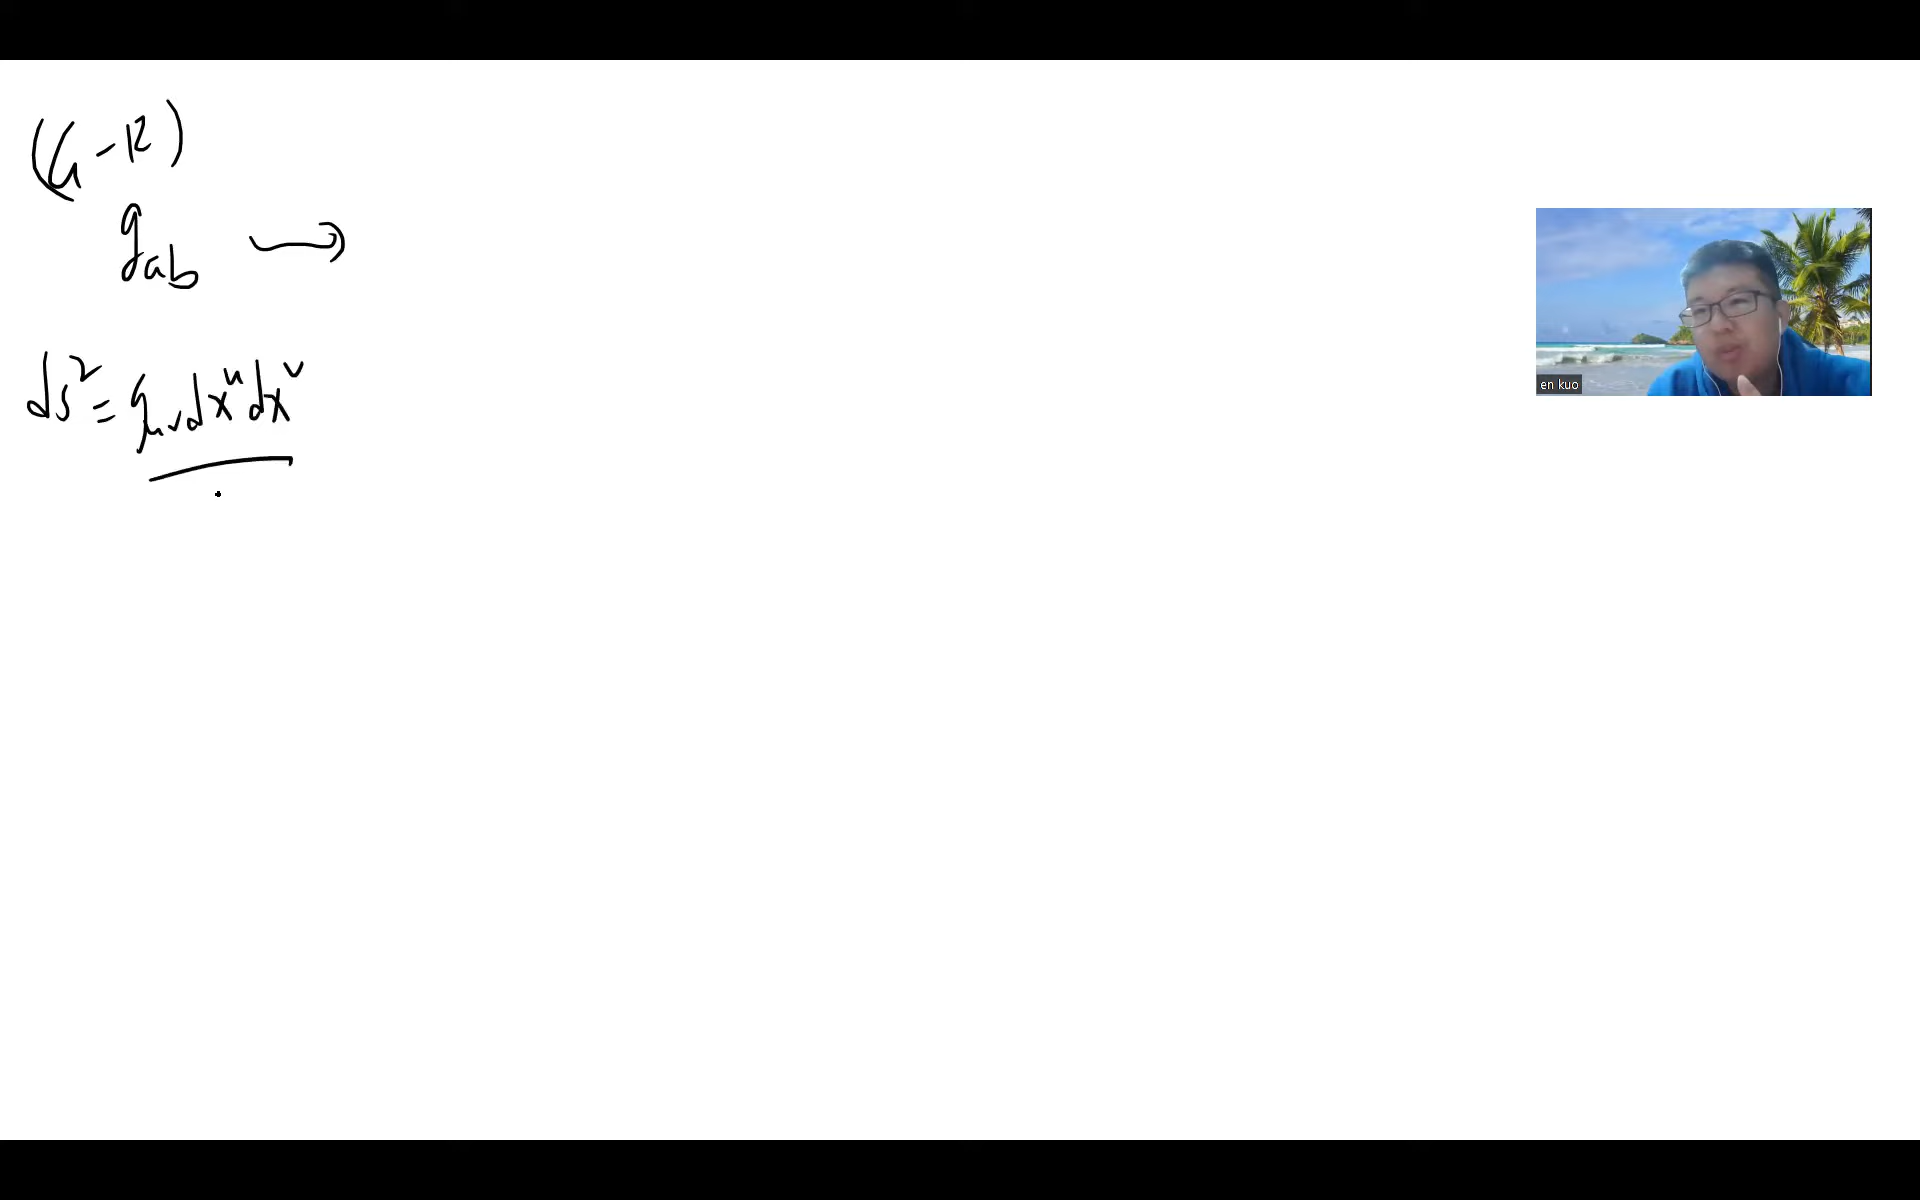 (G-R)
g_ab →
ds² = g_μν dx^μ dx^ν
en kuo